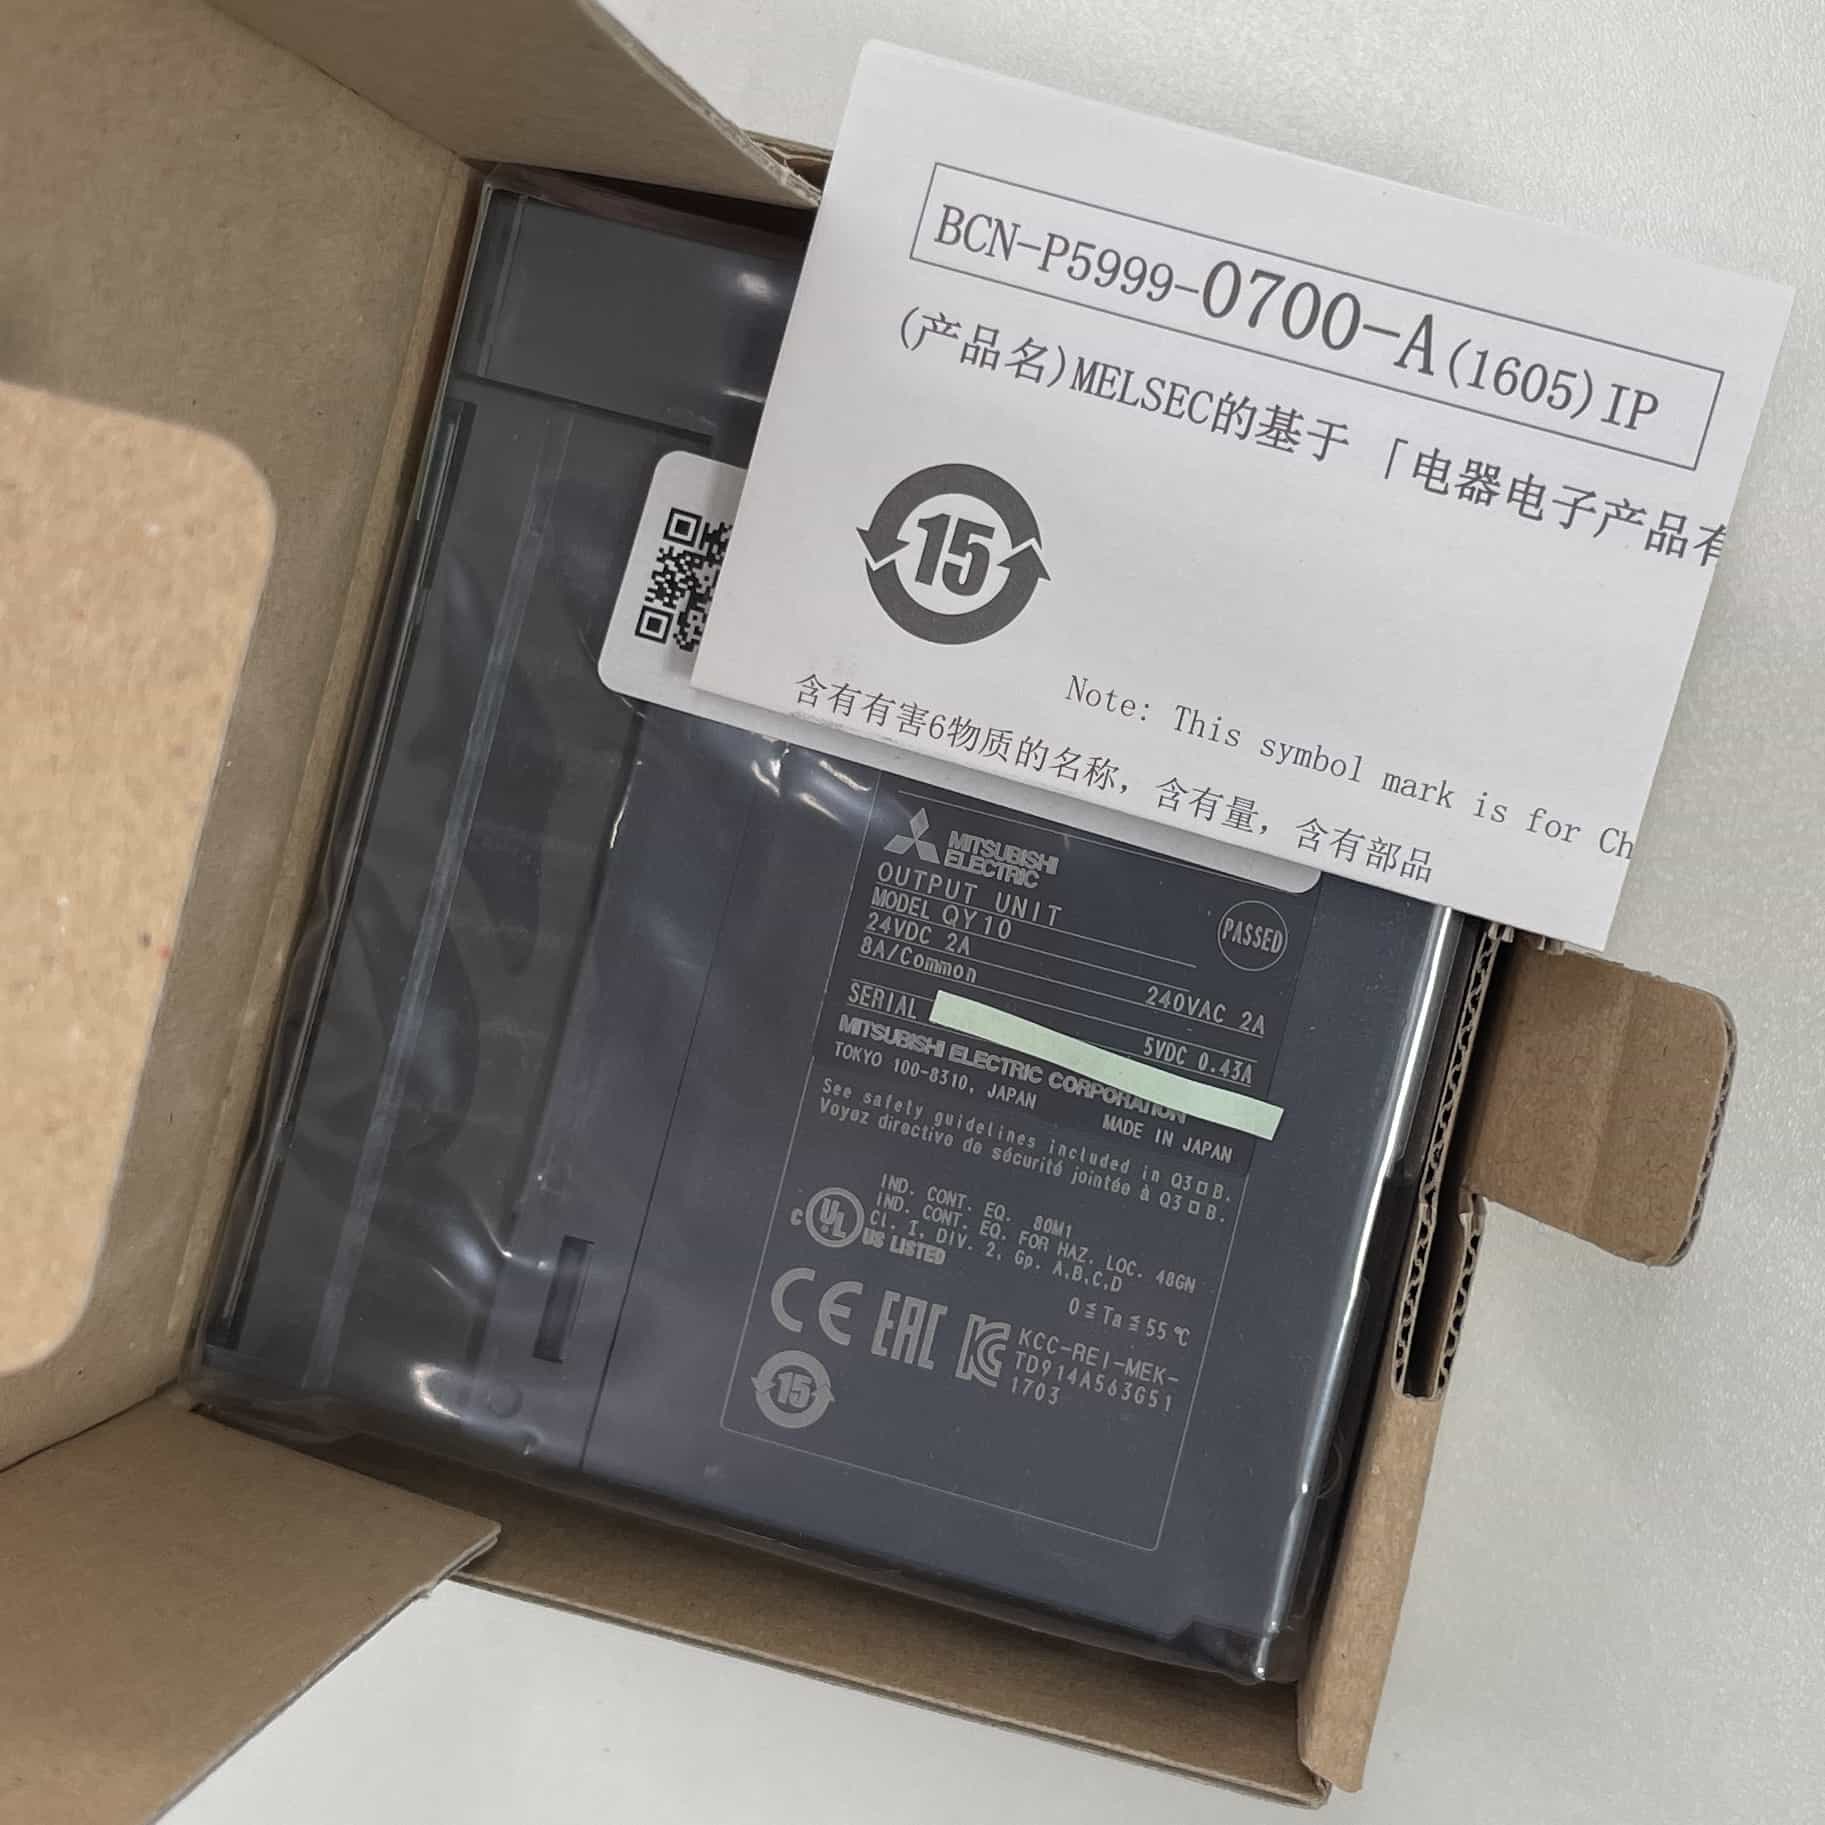 BCN-P5999-0700-A(1605)IP
(产品名)MELSEC的基于「电器电子产品有
15
Note: This symbol mark is for Ch
含有有害6物质的名称，含有量，含有部品
MITSUBISHI
ELECTRIC
OUTPUT UNIT
MODEL QY10
PASSED
24VDC 2A
240VAC 2A
8A/Common
5VDC 0.43A
SERIAL
MITSUBISHI ELECTRIC CORPORATION
TOKYO 100-8310, JAPAN MADE IN JAPAN
See safety guidelines included in Q3□B.
Voyez directive de sécurité jointée à Q3□B.
IND. CONT. EQ. 80M1
IND. CONT. EQ. FOR HAZ. LOC. 48GN
CI. I, DIV. 2, Gp. A,B,C,D
C UL US LISTED
0≦Ta≦55℃
CE EAC KC
KCC-REI-MEK-
TD914A563G51
1703
15